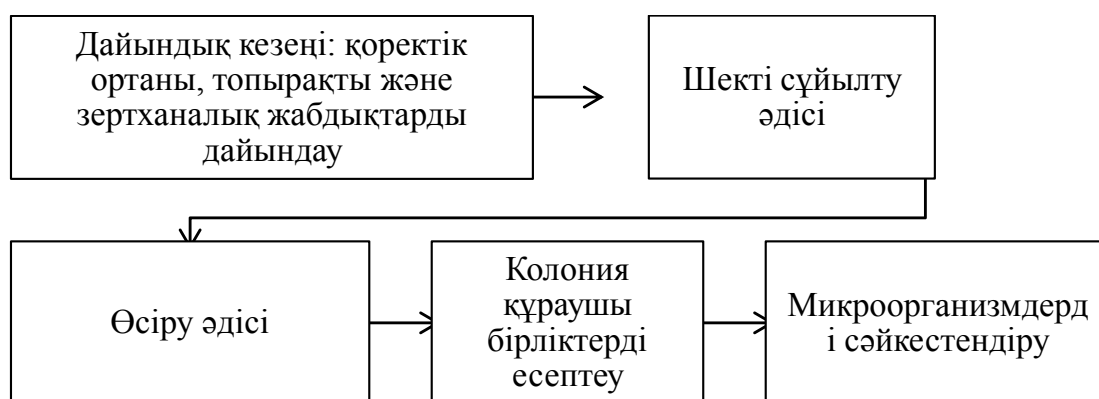 Дайындық кезеңі: қоректік
ортаны, топырақты және
зертханалық жабдықтарды
дайындау
Шекті сұйылту
әдісі
Өсіру әдісі
Колония
құраушы
бірліктерді
есептеу
Микроорганизмдерд
і сәйкестендіру